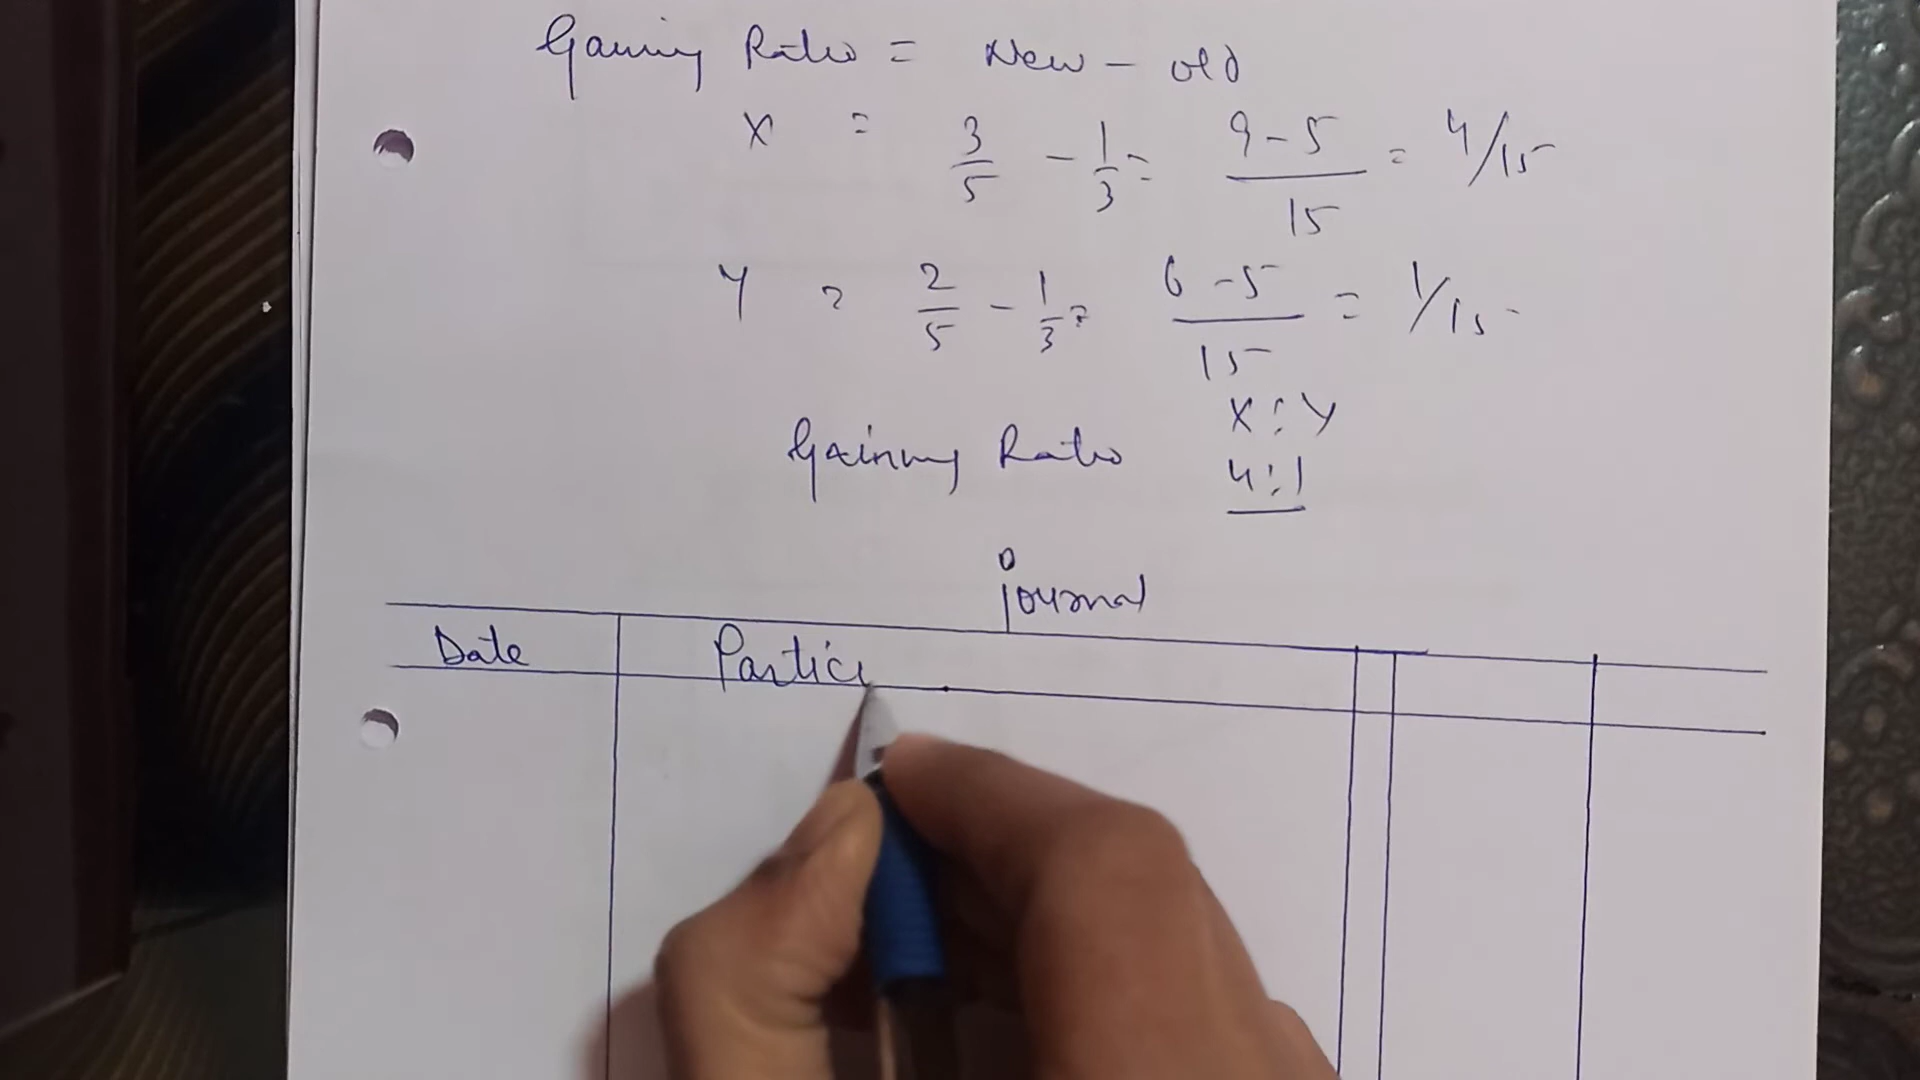 Gaining Ratio = New - old
X = 3/5 - 1/3 = 9-5/15 = 4/15
Y = 2/5 - 1/3 = 6-5/15 = 1/15
X : Y
Gaining Ratio 4:1
journal
Date Particu